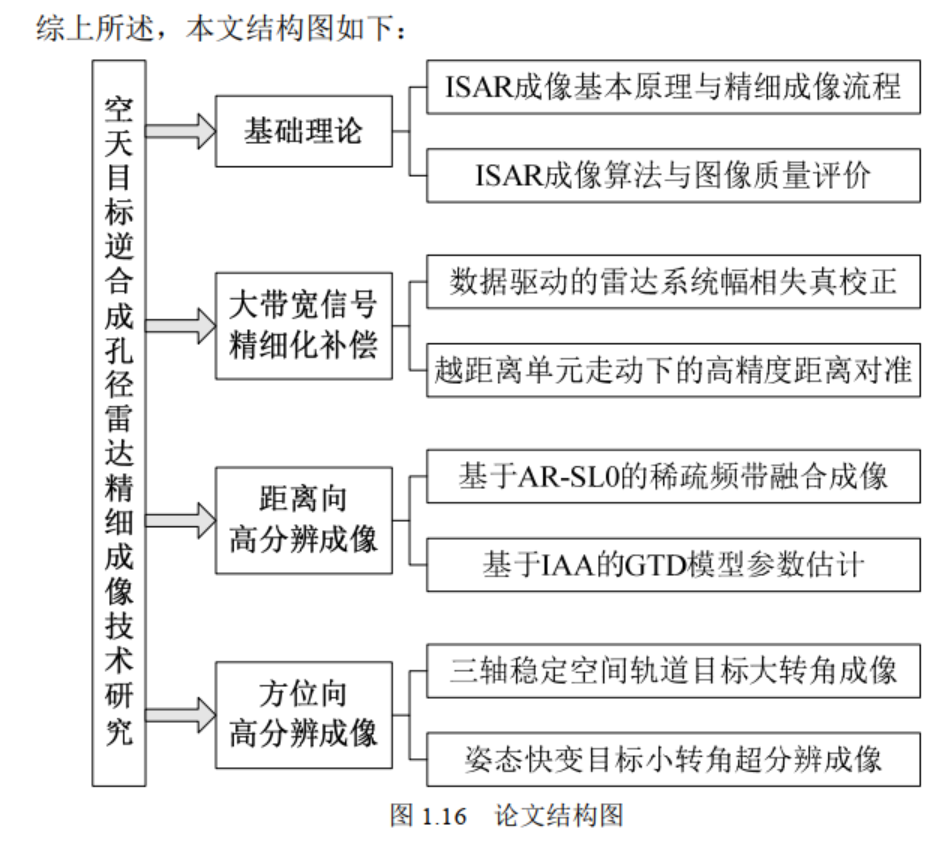 综上所述，本文结构图如下：
空天目标逆合成孔径雷达精细成像技术研究
基础理论
ISAR成像基本原理与精细成像流程
ISAR成像算法与图像质量评价
大带宽信号
精细化补偿
数据驱动的雷达系统幅相失真校正
越距离单元走动下的高精度距离对准
距离向
高分辨成像
基于AR-SL0的稀疏频带融合成像
基于IAA的GTD模型参数估计
方位向
高分辨成像
三轴稳定空间轨道目标大转角成像
姿态快变目标小转角超分辨成像
图 1.16 论文结构图